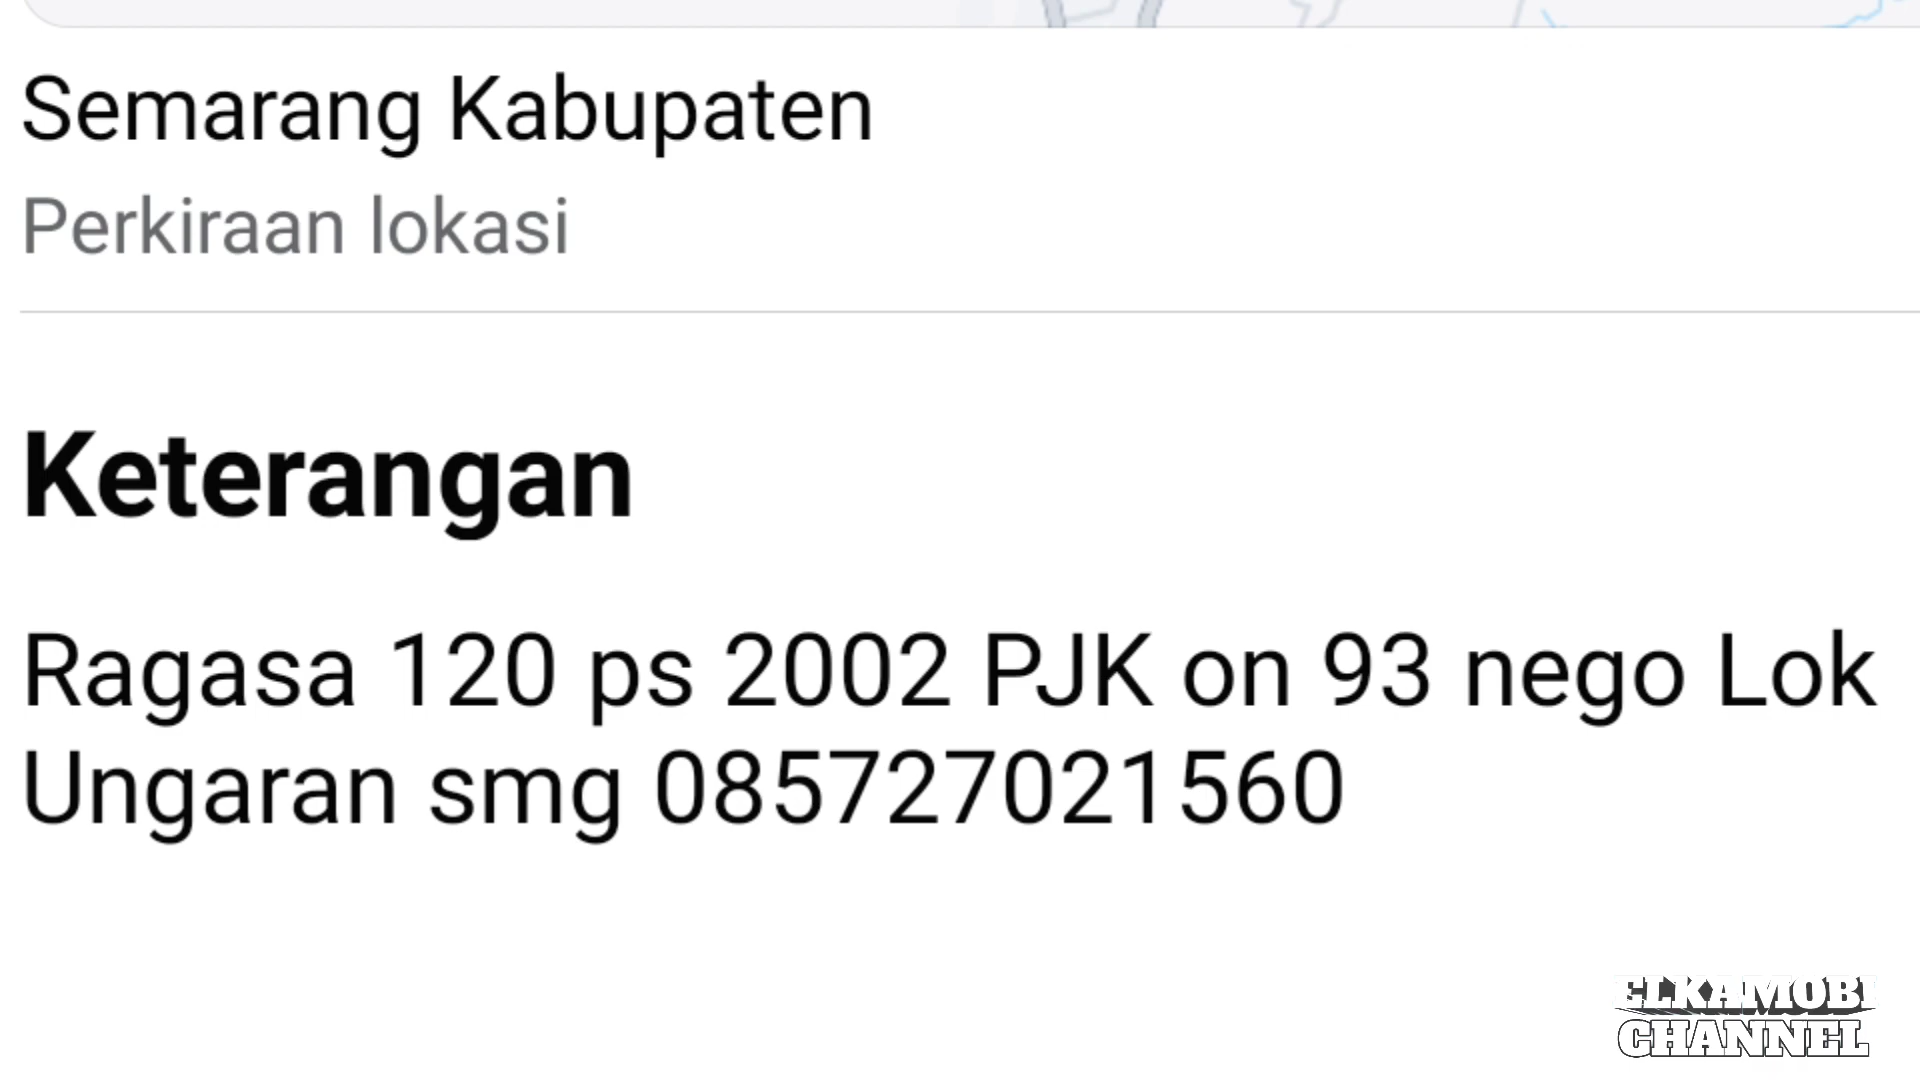 Semarang Kabupaten
Perkiraan lokasi
Keterangan
Ragasa 120 ps 2002 PJK on 93 nego Lok
Ungaran smg 085727021560
ELKAMOBI
CHANNEL